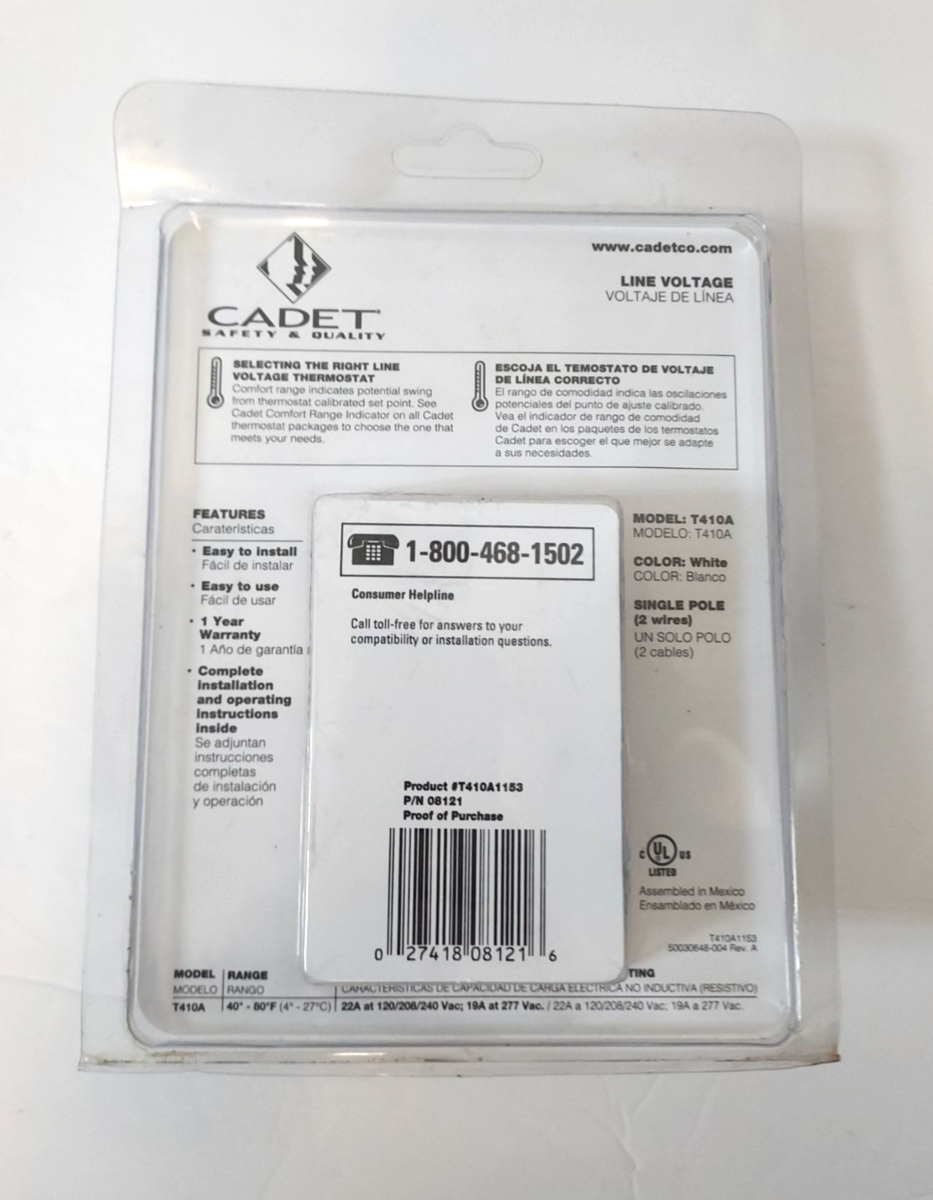 www.cadetco.com
LINE VOLTAGE
VOLTAJE DE LÍNEA
CADET®
SAFETY & QUALITY
SELECTING THE RIGHT LINE
VOLTAGE THERMOSTAT
Comfort range indicates potential swing
from thermostat calibrated set point. See
Cadet Comfort Range Indicator on all Cadet
thermostat packages to choose the one that
meets your needs.
ESCOJA EL TEMOSTATO DE VOLTAJE
DE LÍNEA CORRECTO
El rango de comodidad indica las oscilaciones
potenciales del punto de ajuste calibrado.
Vea el indicador de rango de comodidad
de Cadet en los paquetes de los termostatos
Cadet para escoger el que mejor se adapte
a sus necesidades.
FEATURES
Caraterísticas
• Easy to install
Fácil de instalar
• Easy to use
Fácil de usar
• 1 Year
Warranty
1 Año de garantía
• Complete
installation
and operating
instructions
inside
Se adjuntan
instrucciones
completas
de instalación
y operación
1-800-468-1502
Consumer Helpline
Call toll-free for answers to your
compatibility or installation questions.
Product #T410A1153
P/N 08121
Proof of Purchase
0 27418 08121 6
MODEL: T410A
MODELO: T410A
COLOR: White
COLOR: Blanco
SINGLE POLE
(2 wires)
UN SOLO POLO
(2 cables)
C UL US
LISTED
Assembled in Mexico
Ensamblado en México
T410A1153
50030648-004 Rev. A
MODEL RANGE TING
MODELO RANGO CARACTERÍSTICAS DE CAPACIDAD DE CARGA ELÉCTRICA NO INDUCTIVA (RESISTIVO)
T410A 40° - 80°F (4° - 27°C) 22A at 120/208/240 Vac; 19A at 277 Vac. / 22A a 120/208/240 Vac; 19A a 277 Vac.